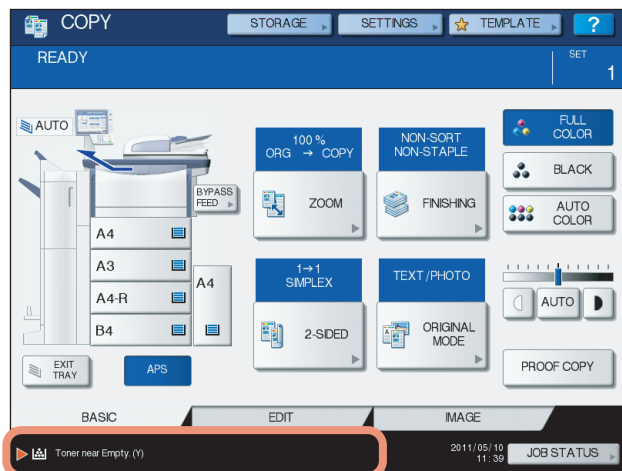 COPY
STORAGE
SETTINGS
TEMPLATE
?
READY
SET
1
AUTO
100 %
ORG → COPY
NON-SORT
NON-STAPLE
FULL
COLOR
BYPASS
FEED
ZOOM
FINISHING
BLACK
AUTO
COLOR
A4
A3
A4-R
B4
A4
1→1
SIMPLEX
TEXT/PHOTO
2-SIDED
ORIGINAL
MODE
AUTO
EXIT
TRAY
APS
PROOF COPY
BASIC
EDIT
IMAGE
Toner near Empty. (Y)
2011/05/10
11:39
JOB STATUS